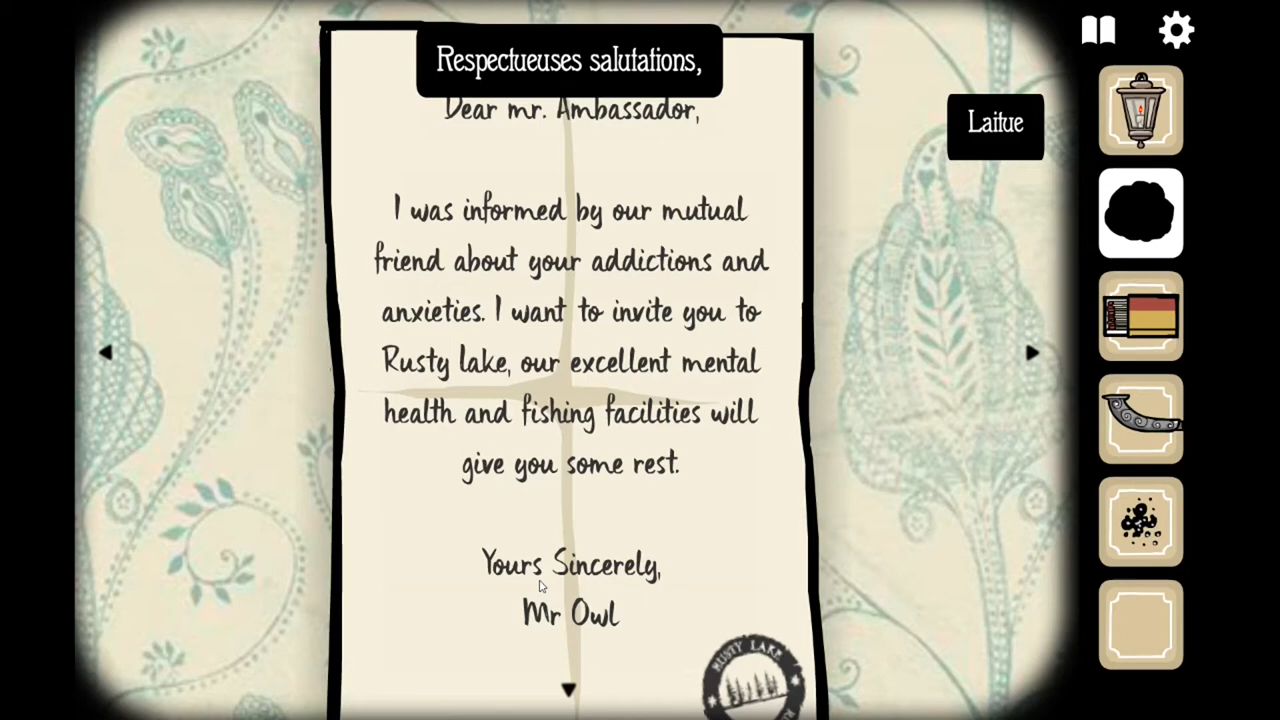 Respectueuses salutations,
Dear mr. Ambassador,
Laitue
I was informed by our mutual
friend about your addictions and
anxieties. I want to invite you to
Rusty lake, our excellent mental
health and fishing facilities will
give you some rest.
Yours Sincerely,
Mr Owl
RUSTY LAKE